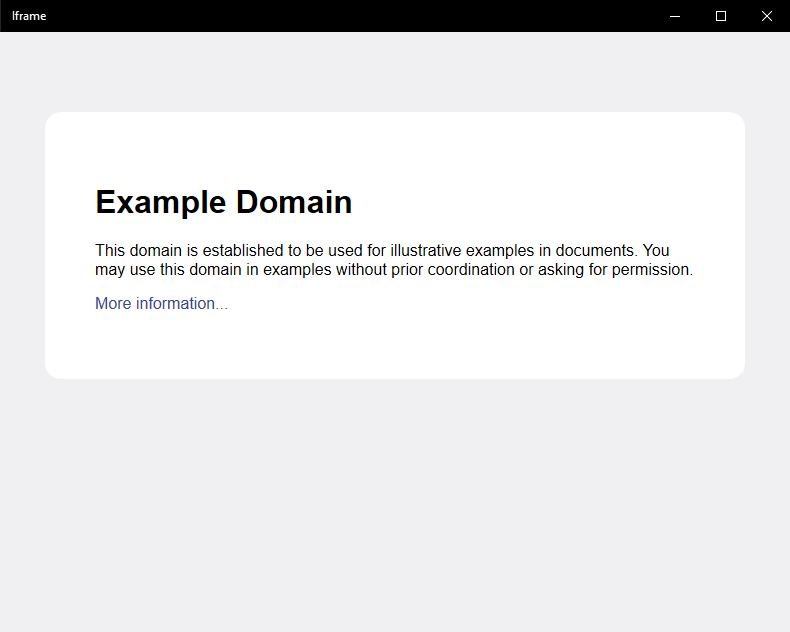 Iframe
Example Domain
This domain is established to be used for illustrative examples in documents. You
may use this domain in examples without prior coordination or asking for permission.
More information...